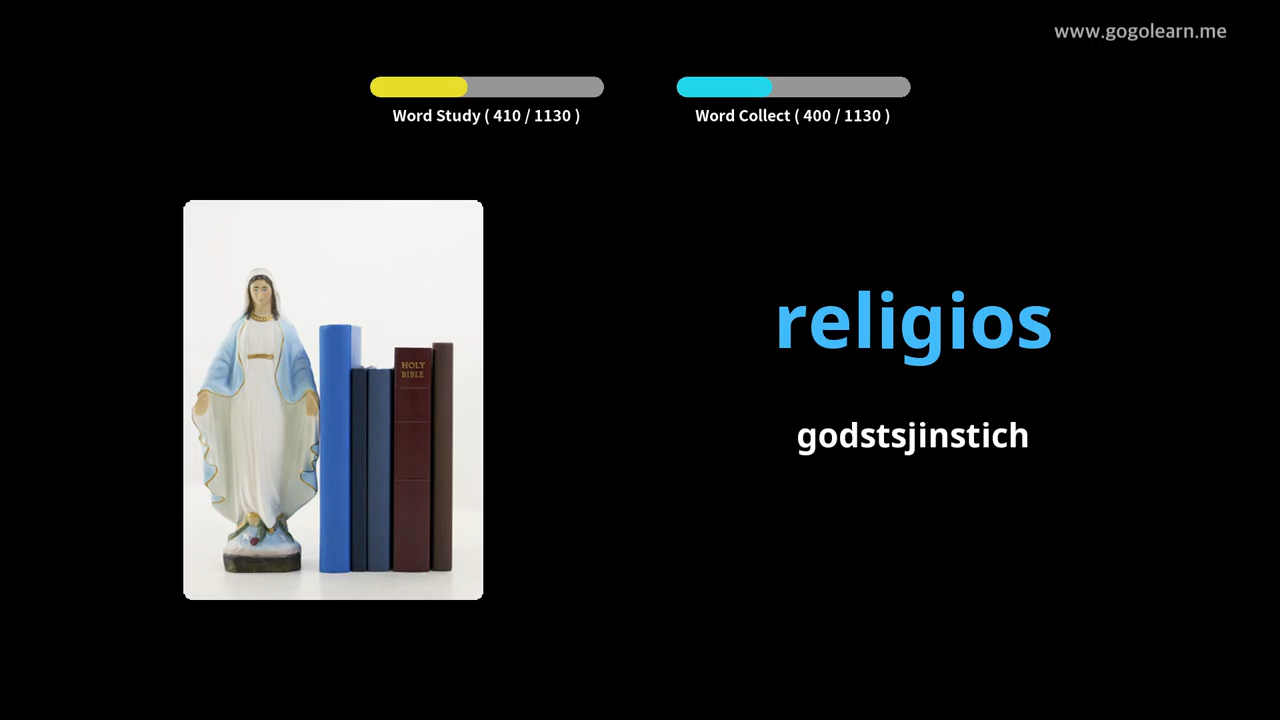 www.gogolearn.me
Word Study ( 410 / 1130 )
Word Collect ( 400 / 1130 )
HOLY
BIBLE
religios
godstsjinstich